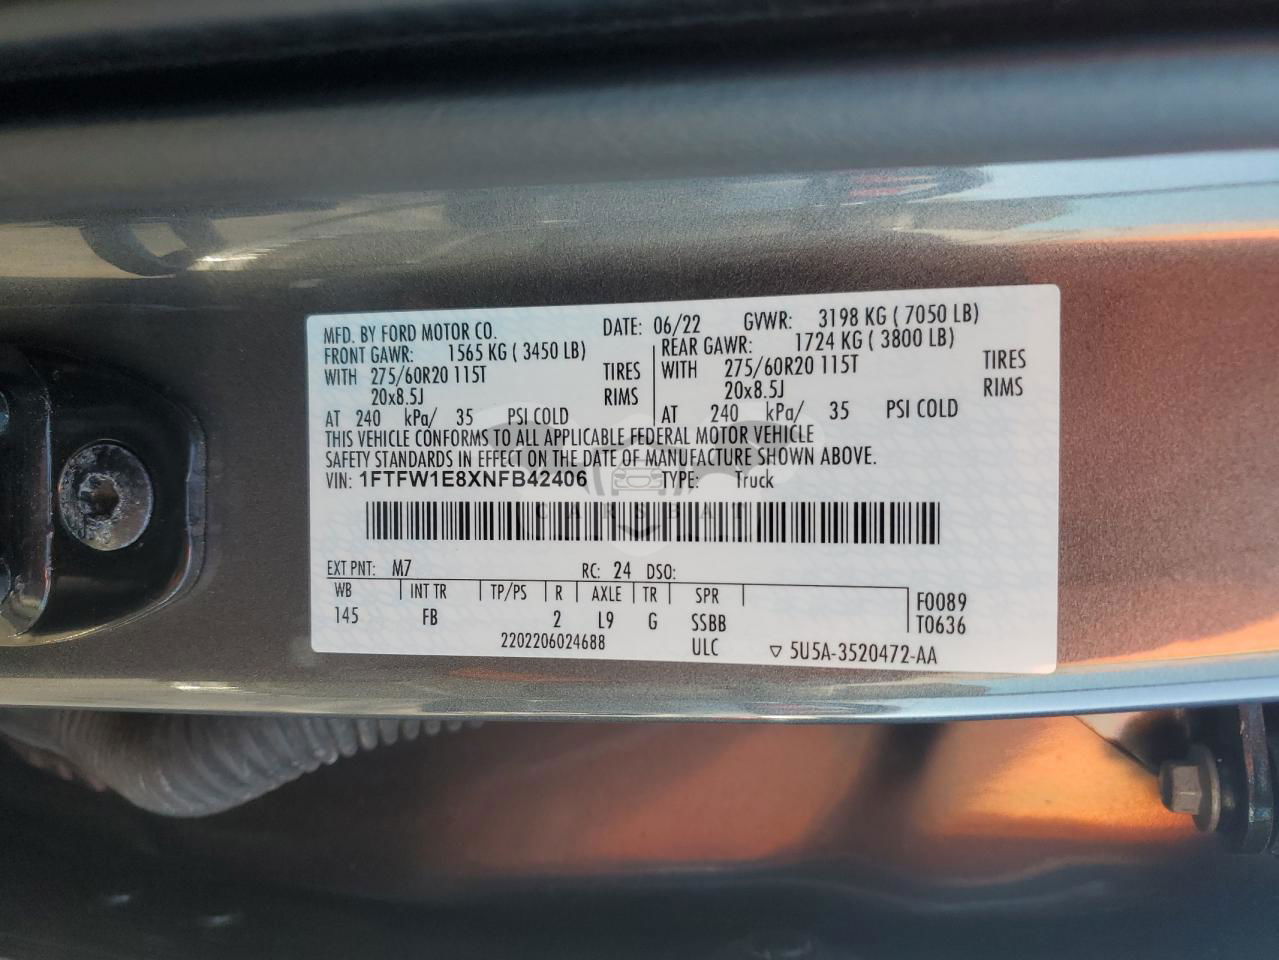 MFD. BY FORD MOTOR CO. DATE: 06/22 GVWR: 3198 KG ( 7050 LB)
FRONT GAWR: 1565 KG ( 3450 LB) REAR GAWR: 1724 KG ( 3800 LB)
WITH 275/60R20 115T TIRES WITH 275/60R20 115T TIRES
20x8.5J RIMS 20x8.5J RIMS
AT 240 kPa/ 35 PSI COLD AT 240 kPa/ 35 PSI COLD
THIS VEHICLE CONFORMS TO ALL APPLICABLE FEDERAL MOTOR VEHICLE
SAFETY STANDARDS IN EFFECT ON THE DATE OF MANUFACTURE SHOWN ABOVE.
VIN: 1FTFW1E8XNFB42406 TYPE: Truck
CARSBAT
EXT PNT: M7 RC: 24 DSO:
WB INT TR TP/PS R AXLE TR SPR F0089
145 FB 2 L9 G SSBB T0636
2202206024688 ULC ▽ 5U5A-3520472-AA